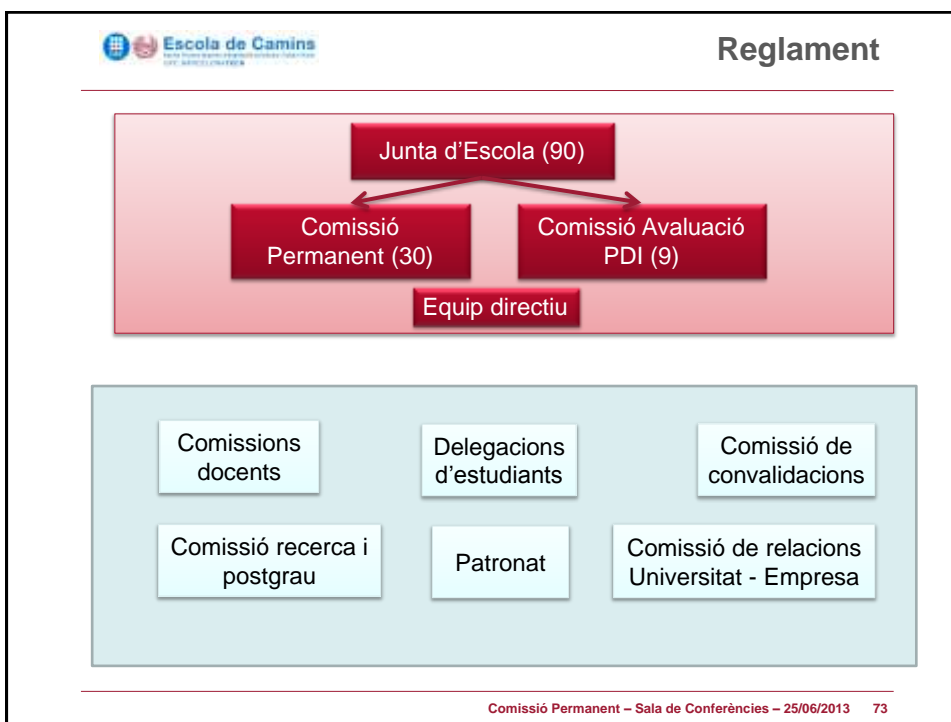 Escola de Camins
UPC BARCELONATECH
Reglament
Junta d’Escola (90)
Comissió
Permanent (30)
Comissió Avaluació
PDI (9)
Equip directiu
Comissions
docents
Delegacions
d’estudiants
Comissió de
convalidacions
Comissió recerca i
postgrau
Patronat
Comissió de relacions
Universitat - Empresa
Comissió Permanent – Sala de Conferències – 25/06/2013 73